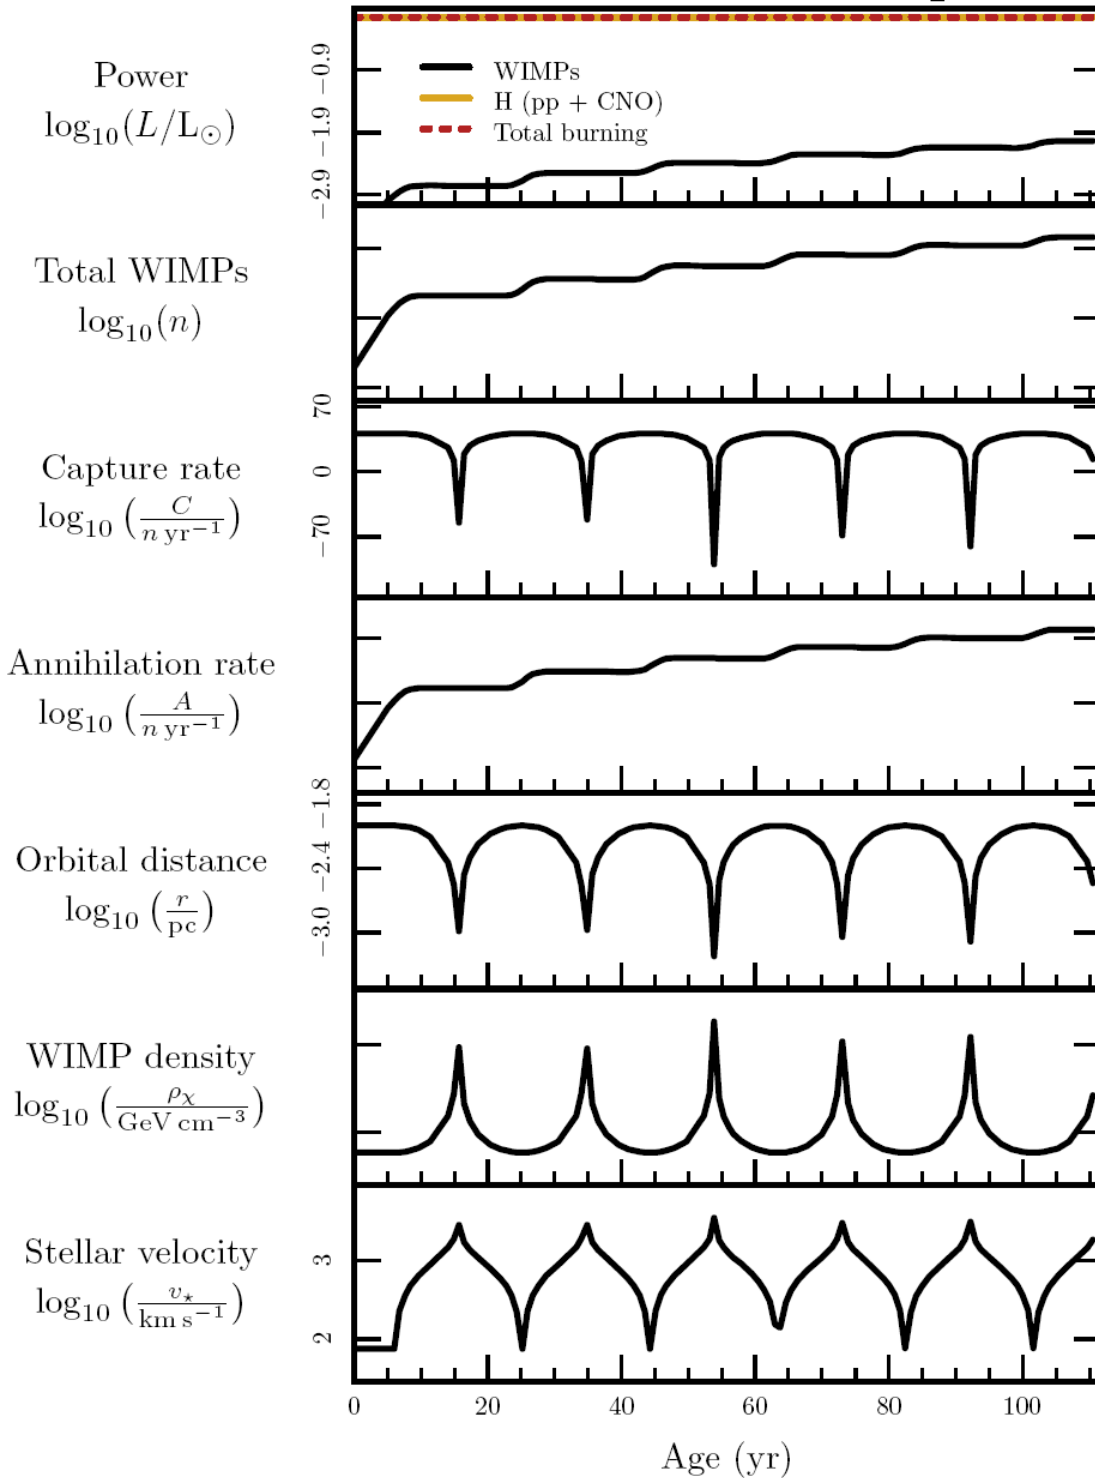 Power
log₁₀(L/L⊙)
−0.9
−1.9
−2.9
WIMPs
H (pp + CNO)
Total burning
Total WIMPs
log₁₀(n)
Capture rate
log₁₀ (C / n yr⁻¹)
70
0
−70
Annihilation rate
log₁₀ (A / n yr⁻¹)
Orbital distance
log₁₀ (r / pc)
−1.8
−2.4
−3.0
WIMP density
log₁₀ (ρχ / GeV cm⁻³)
Stellar velocity
log₁₀ (v⋆ / km s⁻¹)
3
2
0 20 40 60 80 100
Age (yr)